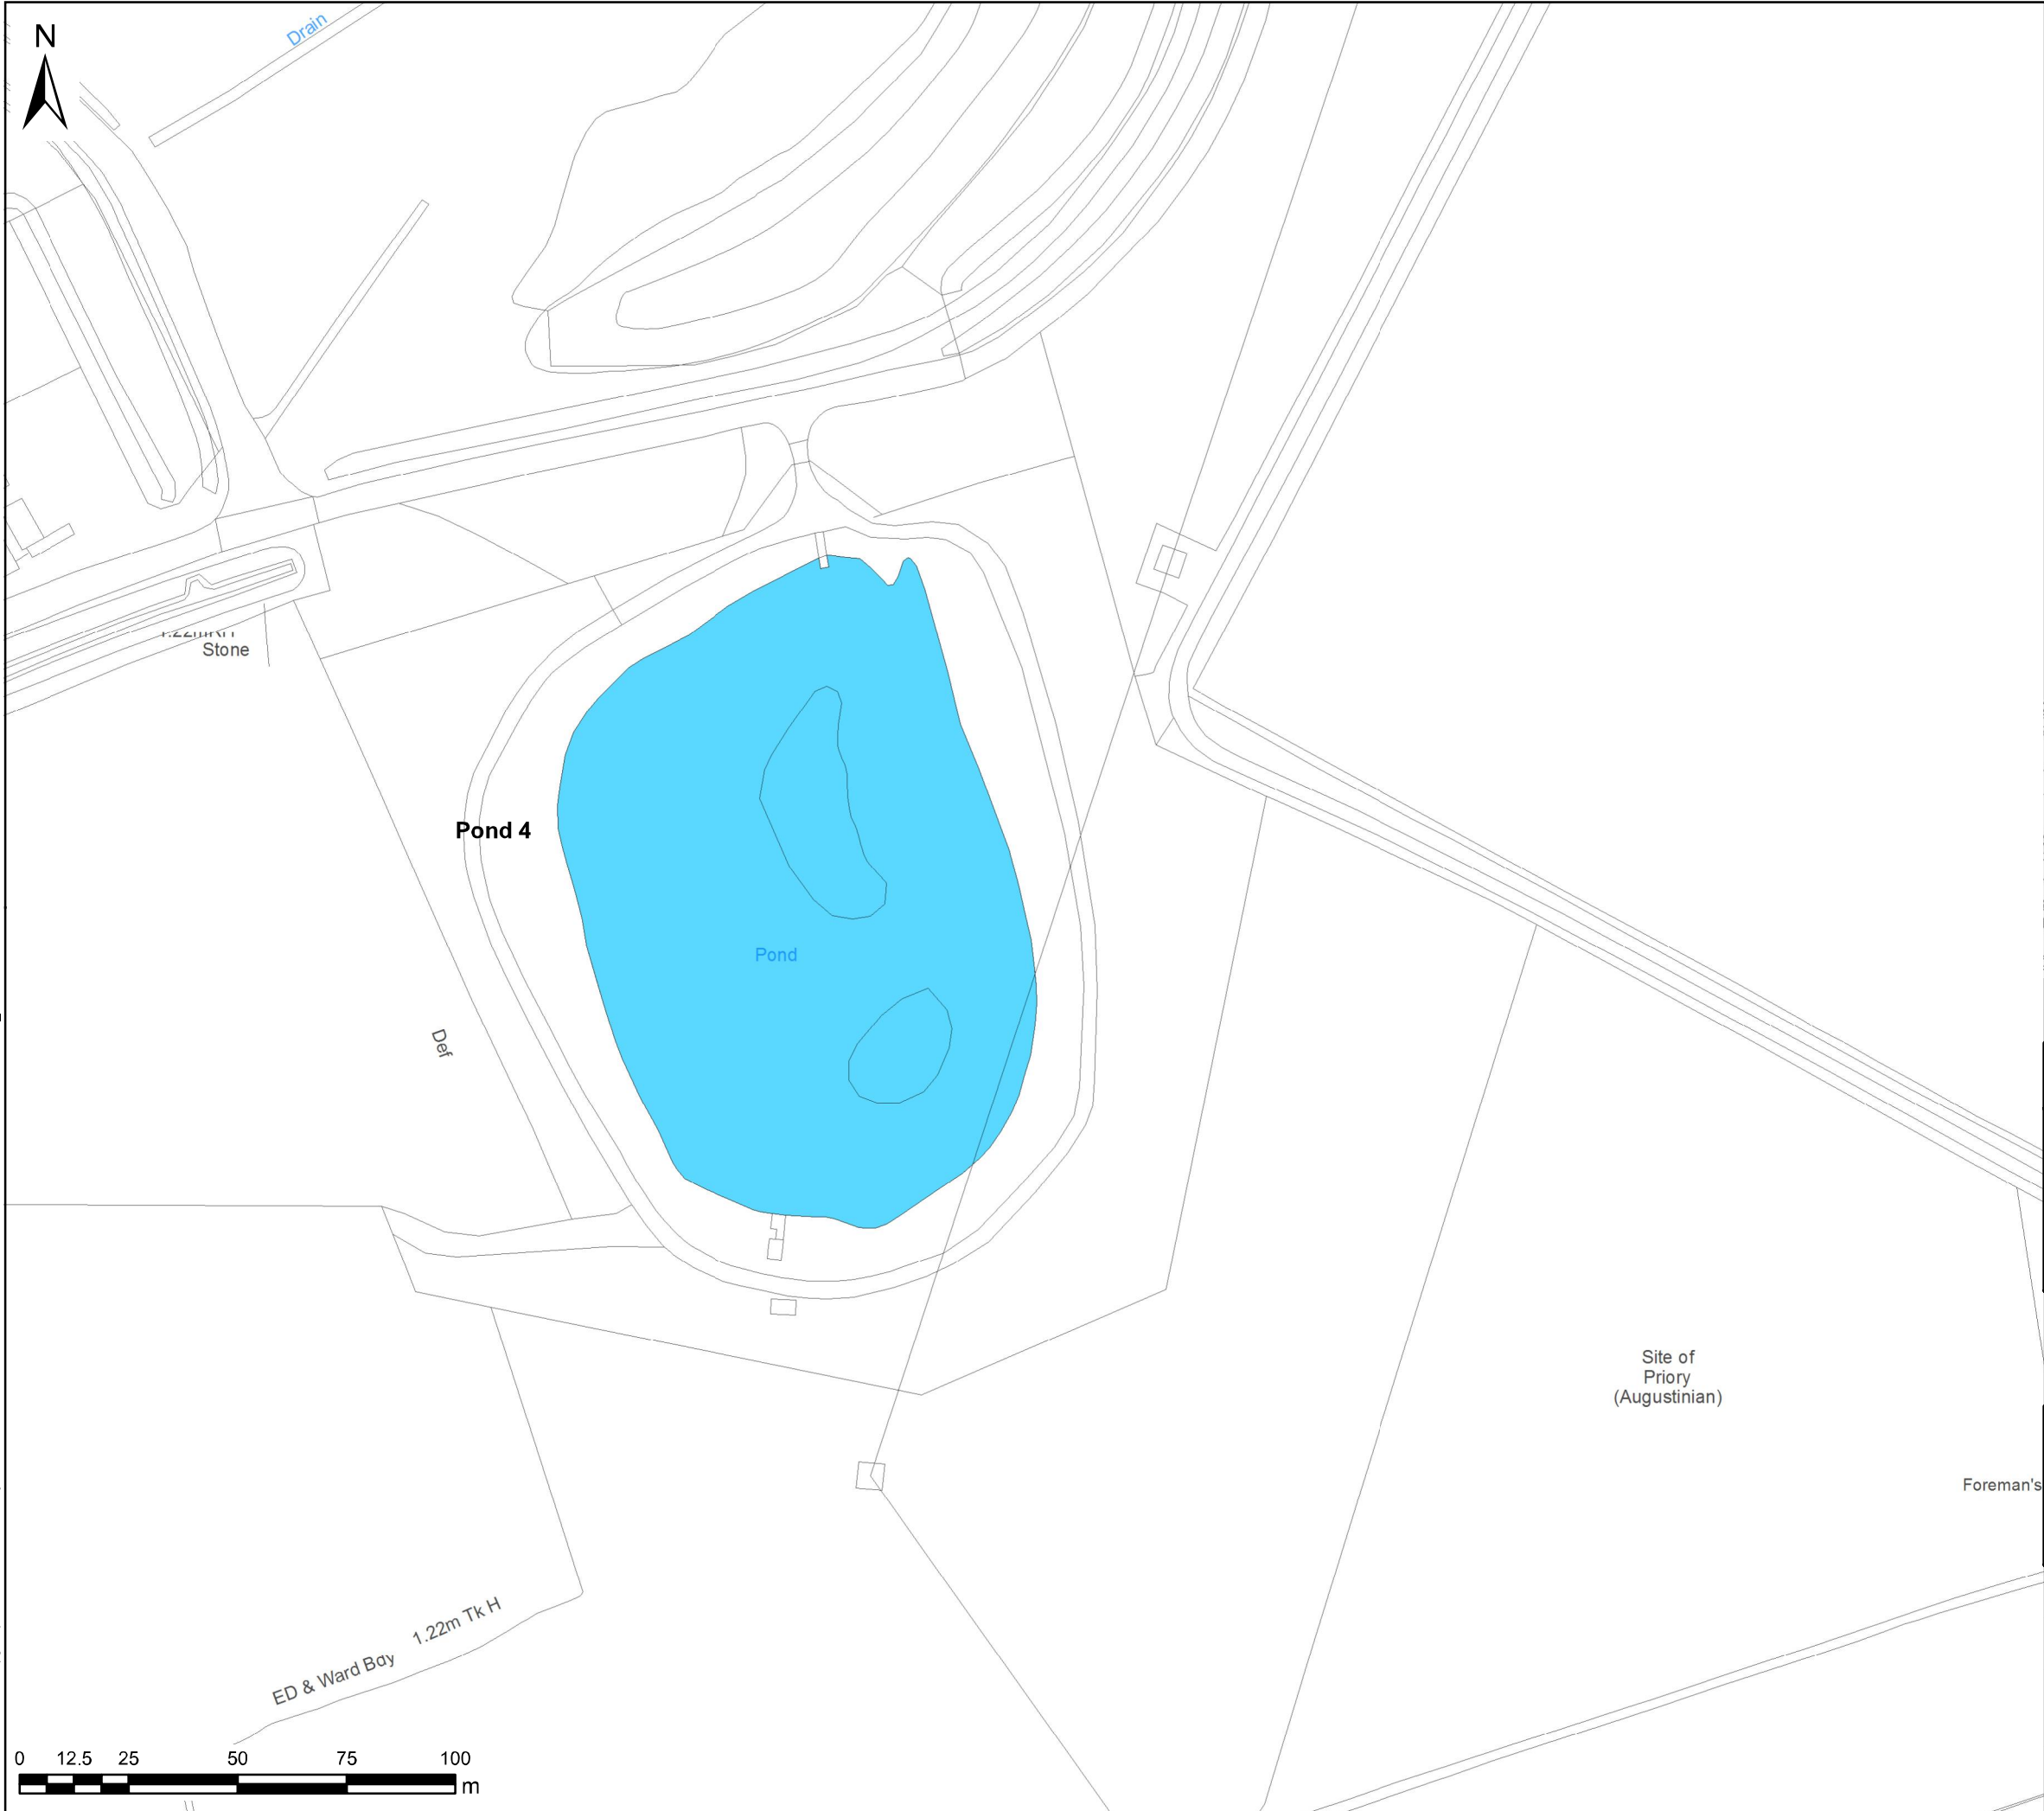 Drain
N
Stone
Pond 4
Pond
Def
Site of
Priory
(Augustinian)
Foreman's
1.22m Tk H
ED & Ward Bdy
0 12.5 25 50 75 100
m